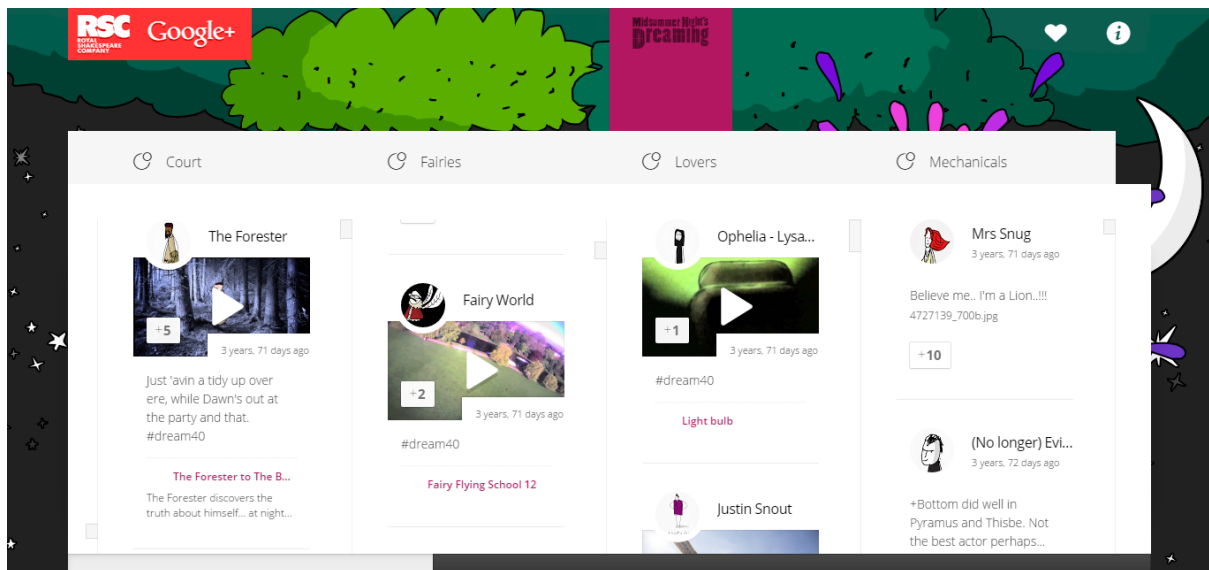 RSC
ROYAL
SHAKESPEARE
COMPANY
Google+
Midsummer Night's
Dreaming
i
Court
Fairies
Lovers
Mechanicals
The Forester
+5
3 years, 71 days ago
Just 'avin a tidy up over
ere, while Dawn's out at
the party and that.
#dream40
The Forester to The B...
The Forester discovers the
truth about himself... at night...
Fairy World
+2
3 years, 71 days ago
#dream40
Fairy Flying School 12
Ophelia - Lysa...
+1
3 years, 71 days ago
#dream40
Light bulb
Justin Snout
Mrs Snug
3 years, 71 days ago
Believe me.. I'm a Lion..!!!
4727139_700b.jpg
+10
(No longer) Evi...
3 years, 72 days ago
+Bottom did well in
Pyramus and Thisbe. Not
the best actor perhaps...